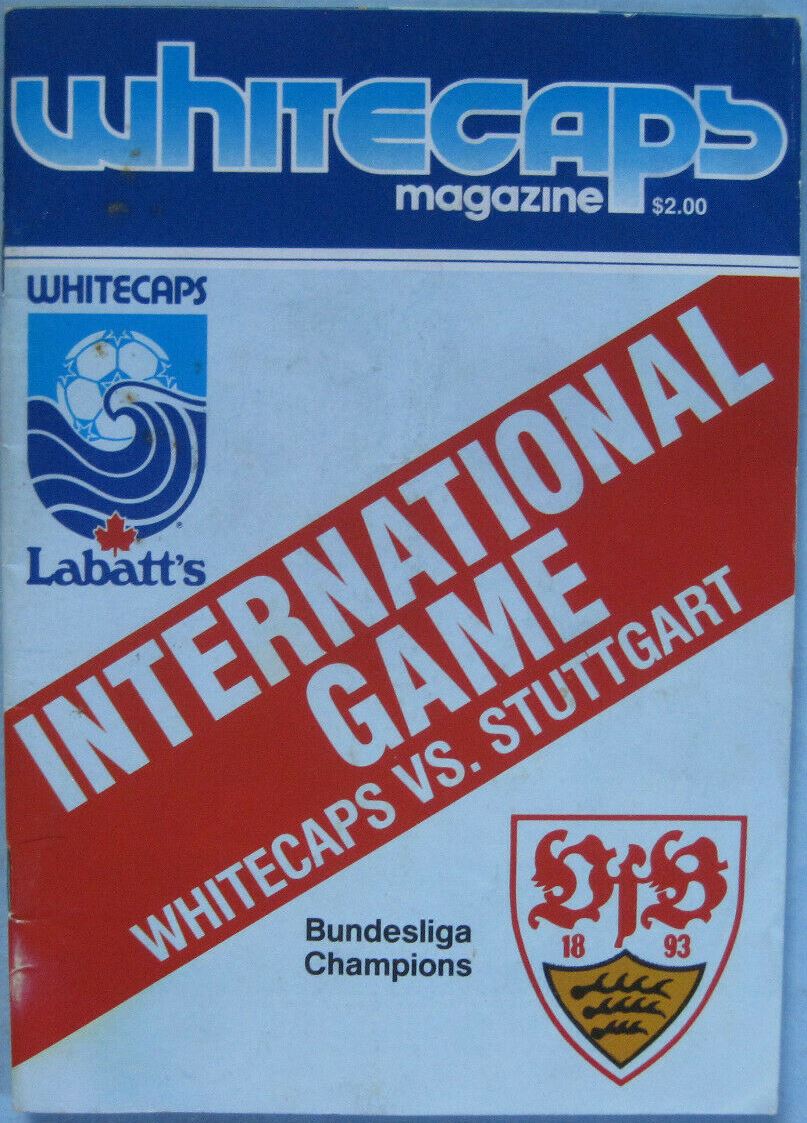 WHITECAPS
magazine $2.00
WHITECAPS
Labatt's
INTERNATIONAL
GAME
WHITECAPS VS. STUTTGART
Bundesliga
Champions
VfB
18 93